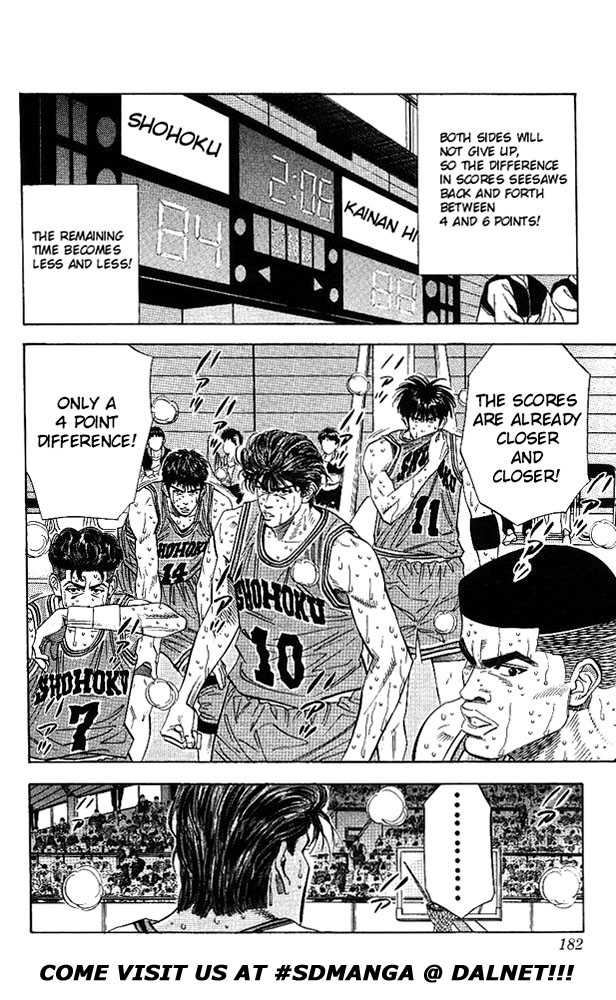 SHOHOKU
2:06
KAINAN HI
84
88
BOTH SIDES WILL
NOT GIVE UP,
SO THE DIFFERENCE
IN SCORES SEESAWS
BACK AND FORTH
BETWEEN
4 AND 6 POINTS!
THE REMAINING
TIME BECOMES
LESS AND LESS!
ONLY A
4 POINT
DIFFERENCE!
THE SCORES
ARE ALREADY
CLOSER
AND
CLOSER!
SHOHOKU
14
SHOHOKU
10
SHOHOKU
11
SHOHOKU
7
182
COME VISIT US AT #SDMANGA @ DALNET!!!